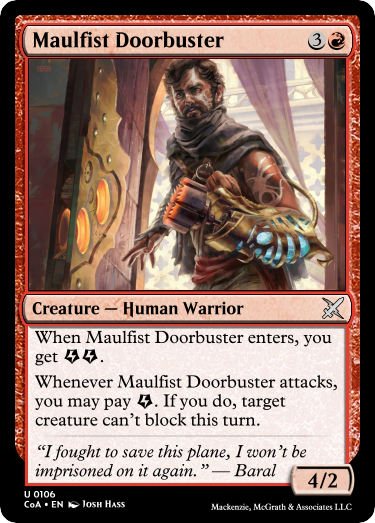 Maulfist Doorbuster 3
Creature — Human Warrior
When Maulfist Doorbuster enters, you
get .
Whenever Maulfist Doorbuster attacks,
you may pay . If you do, target
creature can't block this turn.
“I fought to save this plane, I won't be
imprisoned on it again.” — Baral
4/2
U 0106
CoA • EN Josh Hass
Mackenzie, McGrath & Associates LLC